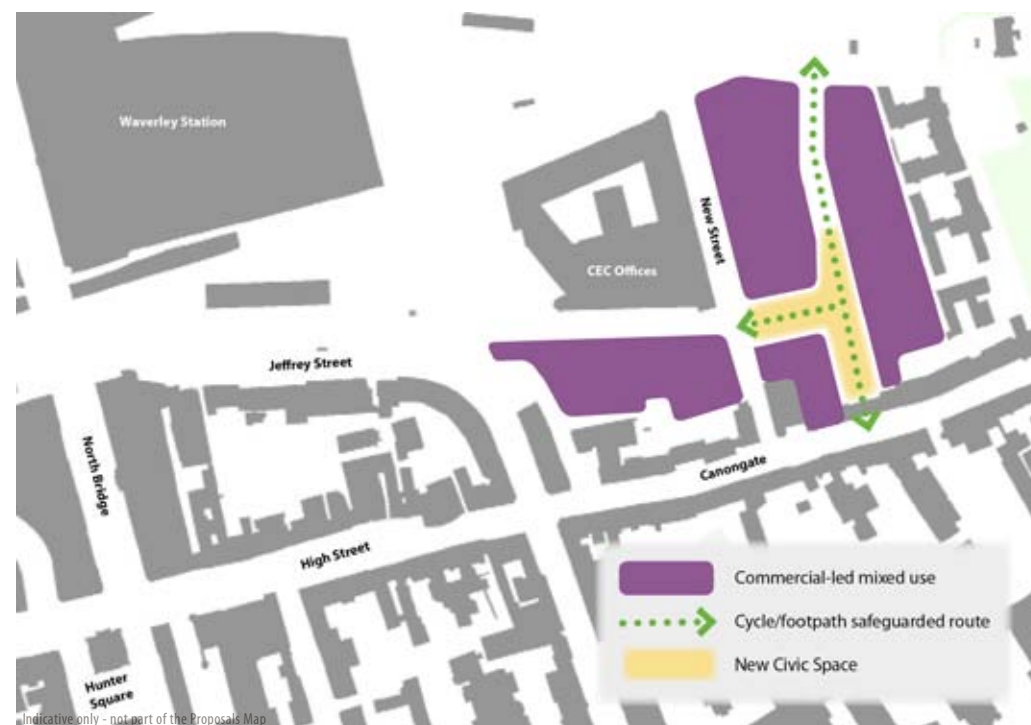 Waverley Station
New Street
CEC Offices
Jeffrey Street
North Bridge
Canongate
High Street
Hunter
Square
Commercial-led mixed use
Cycle/footpath safeguarded route
New Civic Space
Indicative only - not part of the Proposals Map